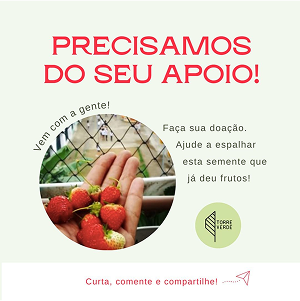 PRECISAMOS
DO SEU APOIO!
Vem com a gente!
Faça sua doação.
Ajude a espalhar
esta semente que
já deu frutos!
TORRE
VERDE
Curta, comente e compartilhe!